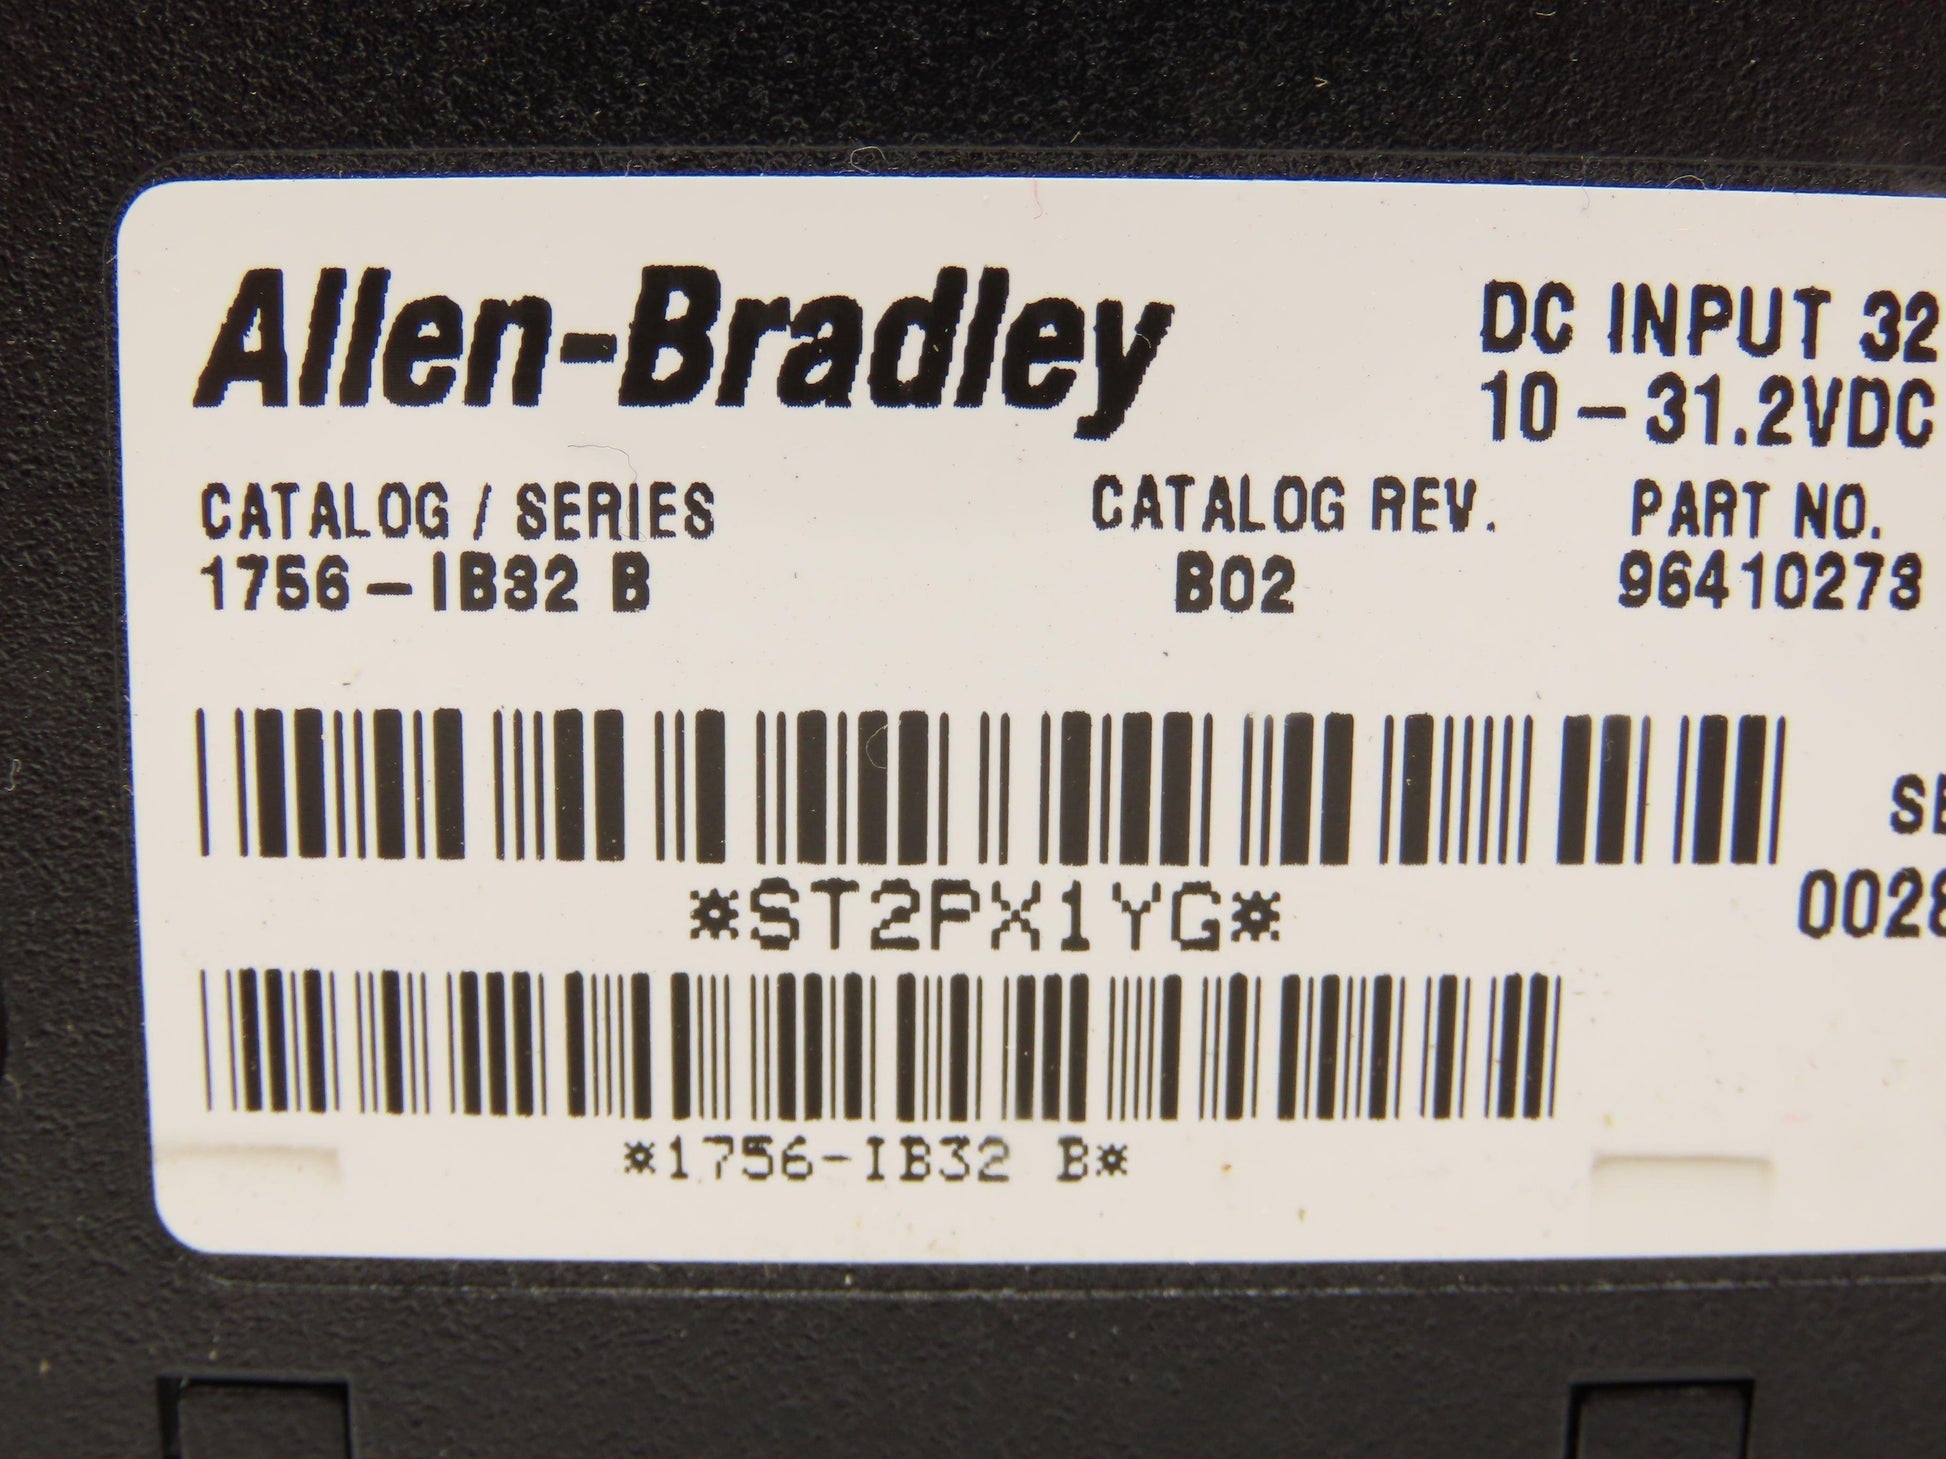 Allen-Bradley
DC INPUT 32
10-31.2VDC
CATALOG / SERIES CATALOG REV. PART NO.
1756-IB32 B B02 96410273
*ST2PX1YG*
0028
*1756-IB32 B*